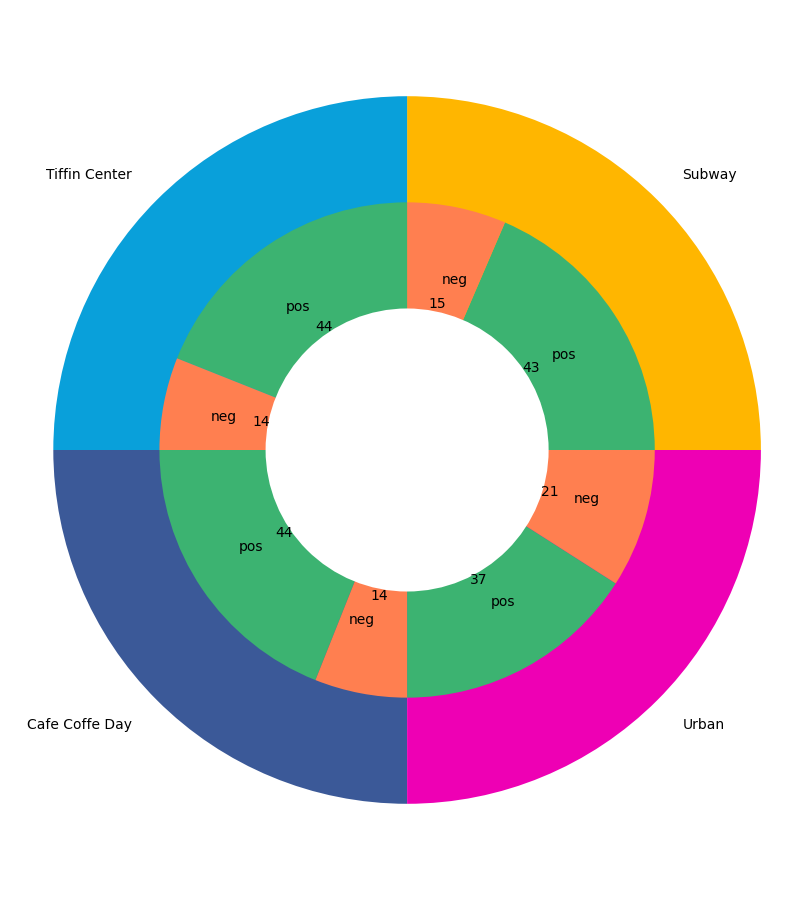 Tiffin Center
Subway
neg
15
pos
44
43
pos
neg
14
21
neg
pos
44
37
pos
14
neg
Cafe Coffe Day
Urban